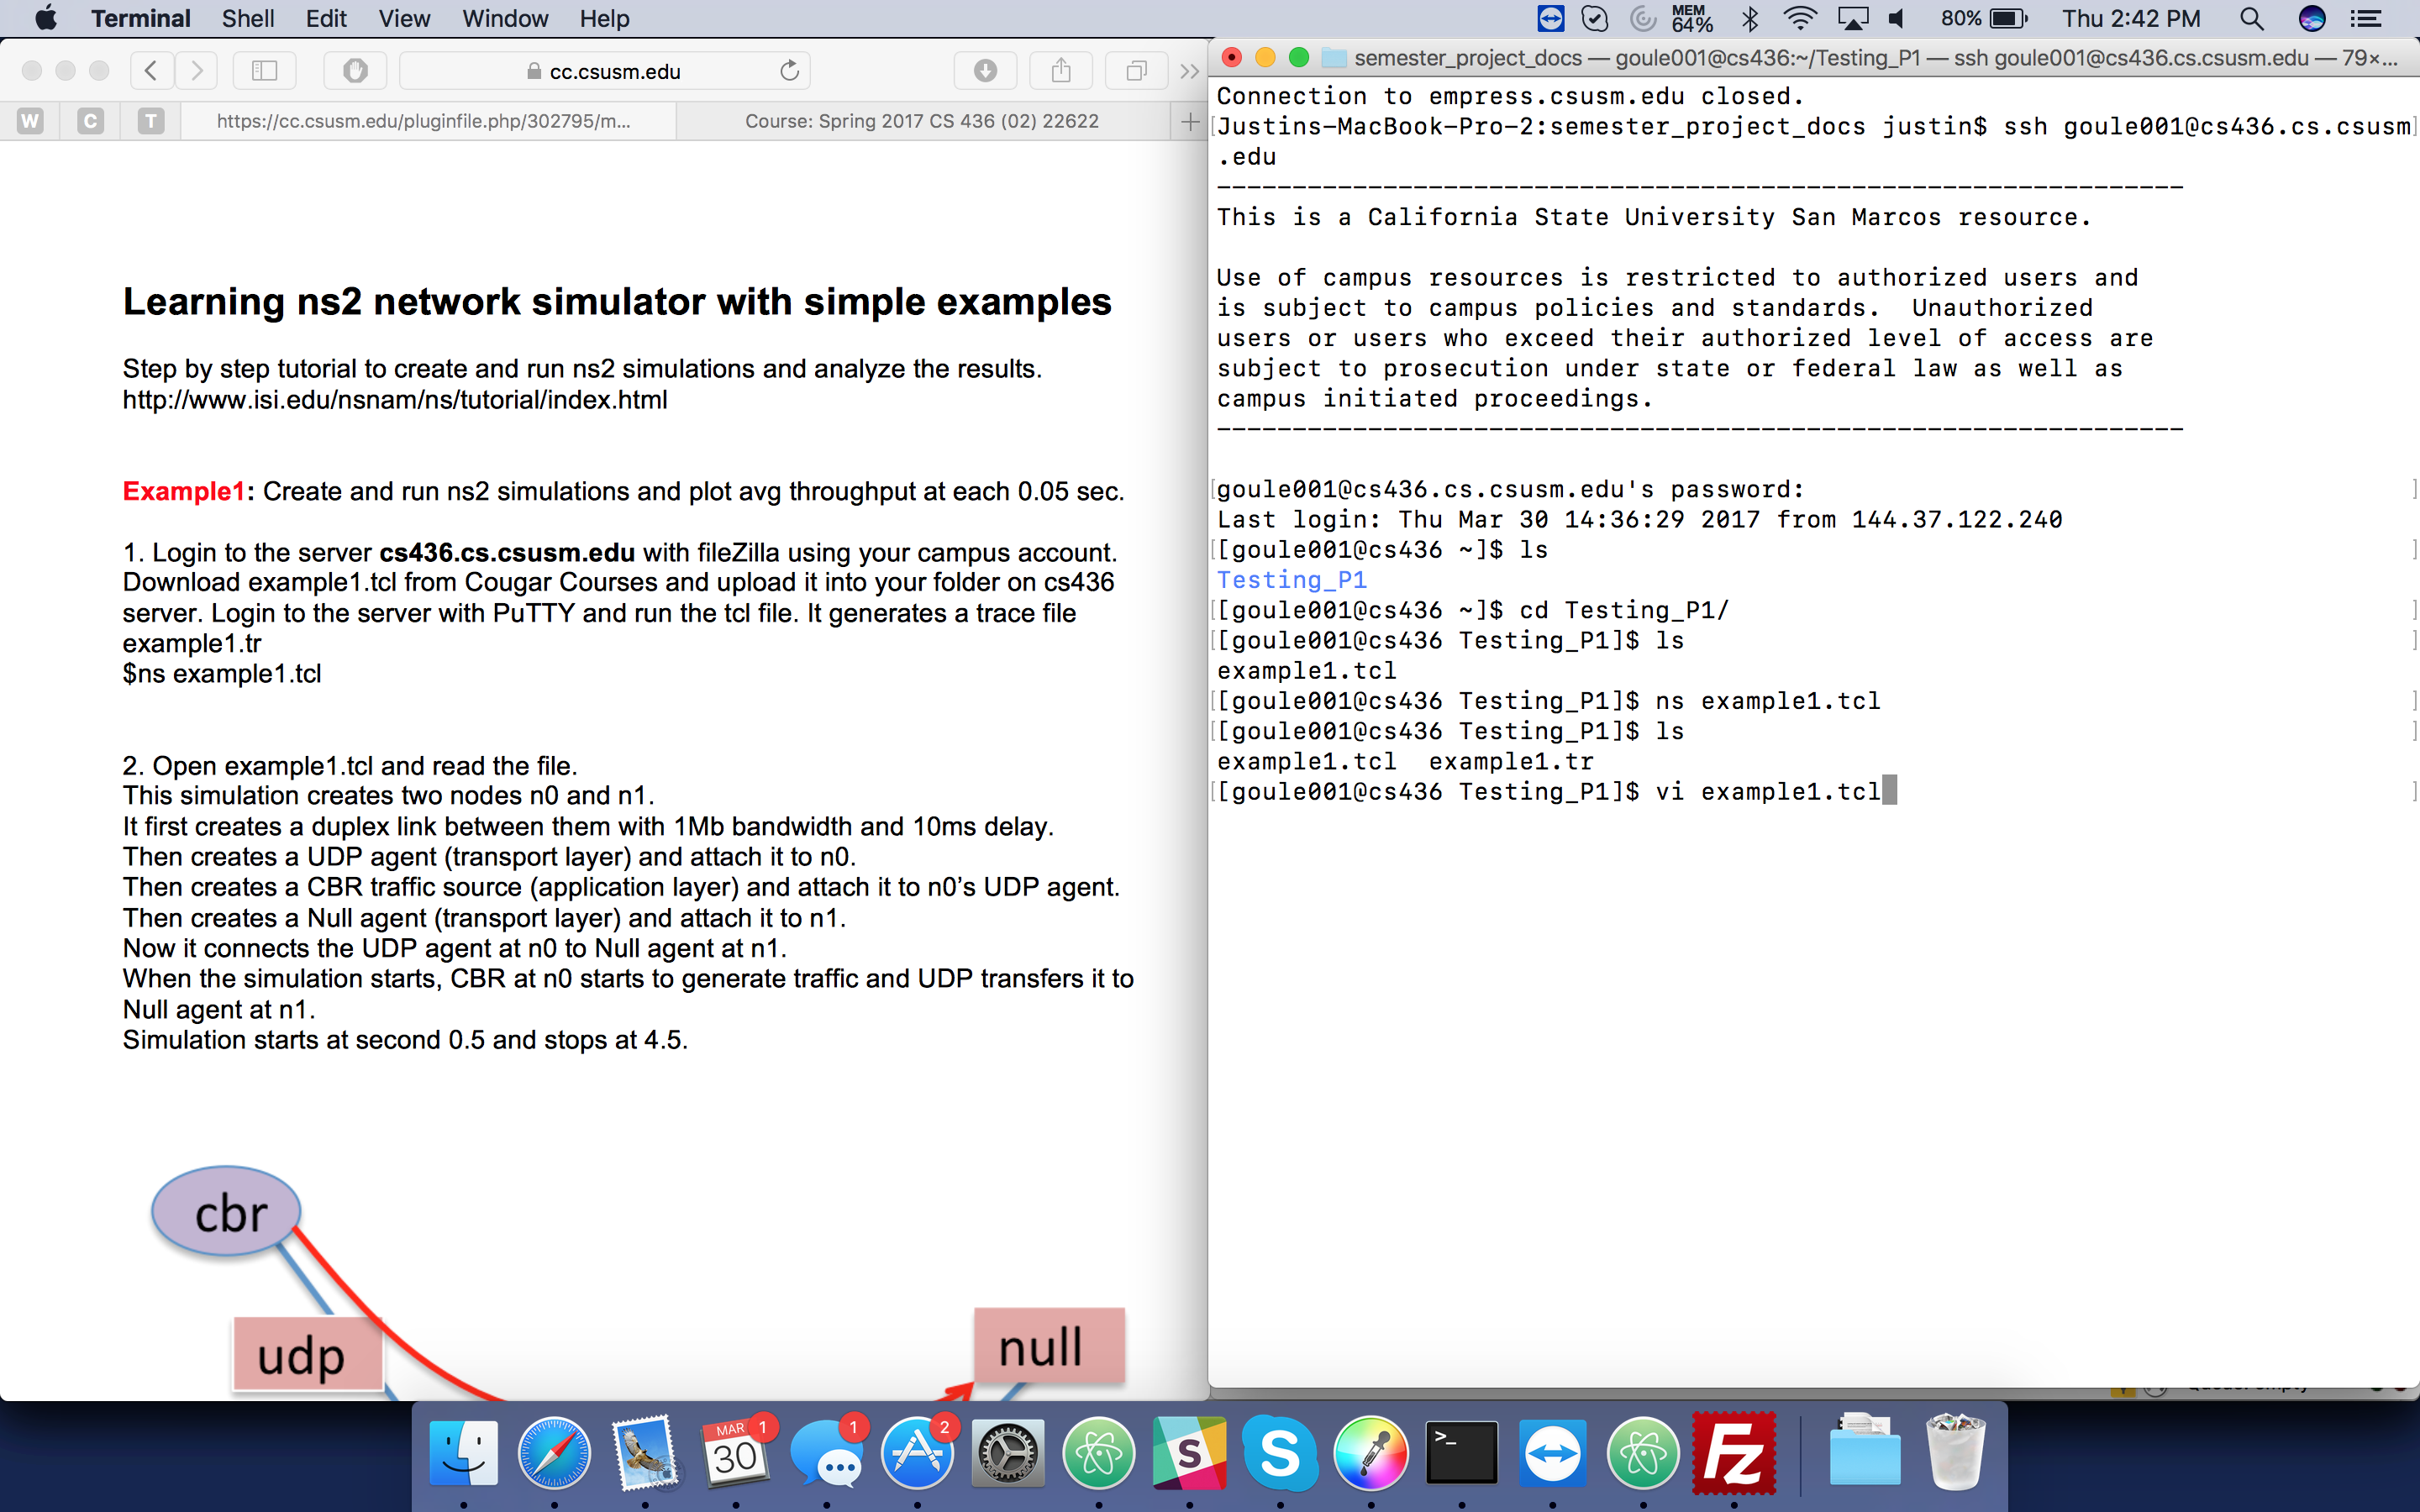 Terminal Shell Edit View Window Help MEM 64% 80% Thu 2:42 PM
cc.csusm.edu
W C T https://cc.csusm.edu/pluginfile.php/302795/m... Course: Spring 2017 CS 436 (02) 22622
Learning ns2 network simulator with simple examples
Step by step tutorial to create and run ns2 simulations and analyze the results.
http://www.isi.edu/nsnam/ns/tutorial/index.html
Example1: Create and run ns2 simulations and plot avg throughput at each 0.05 sec.
1. Login to the server cs436.cs.csusm.edu with fileZilla using your campus account.
Download example1.tcl from Cougar Courses and upload it into your folder on cs436
server. Login to the server with PuTTY and run the tcl file. It generates a trace file
example1.tr
$ns example1.tcl
2. Open example1.tcl and read the file.
This simulation creates two nodes n0 and n1.
It first creates a duplex link between them with 1Mb bandwidth and 10ms delay.
Then creates a UDP agent (transport layer) and attach it to n0.
Then creates a CBR traffic source (application layer) and attach it to n0’s UDP agent.
Then creates a Null agent (transport layer) and attach it to n1.
Now it connects the UDP agent at n0 to Null agent at n1.
When the simulation starts, CBR at n0 starts to generate traffic and UDP transfers it to
Null agent at n1.
Simulation starts at second 0.5 and stops at 4.5.
cbr
udp
null
semester_project_docs — goule001@cs436:~/Testing_P1 — ssh goule001@cs436.cs.csusm.edu — 79×...
Connection to empress.csusm.edu closed.
[Justins-MacBook-Pro-2:semester_project_docs justin$ ssh goule001@cs436.cs.csusm]
.edu
----------------------------------------------------------------
This is a California State University San Marcos resource.
Use of campus resources is restricted to authorized users and
is subject to campus policies and standards.  Unauthorized
users or users who exceed their authorized level of access are
subject to prosecution under state or federal law as well as
campus initiated proceedings.
----------------------------------------------------------------
[goule001@cs436.cs.csusm.edu's password: ]
Last login: Thu Mar 30 14:36:29 2017 from 144.37.122.240
[[goule001@cs436 ~]$ ls ]
Testing_P1
[[goule001@cs436 ~]$ cd Testing_P1/ ]
[[goule001@cs436 Testing_P1]$ ls ]
example1.tcl
[[goule001@cs436 Testing_P1]$ ns example1.tcl ]
[[goule001@cs436 Testing_P1]$ ls ]
example1.tcl  example1.tr
[[goule001@cs436 Testing_P1]$ vi example1.tcl ]
MAR 30 1 1 2 S S >_ Fz